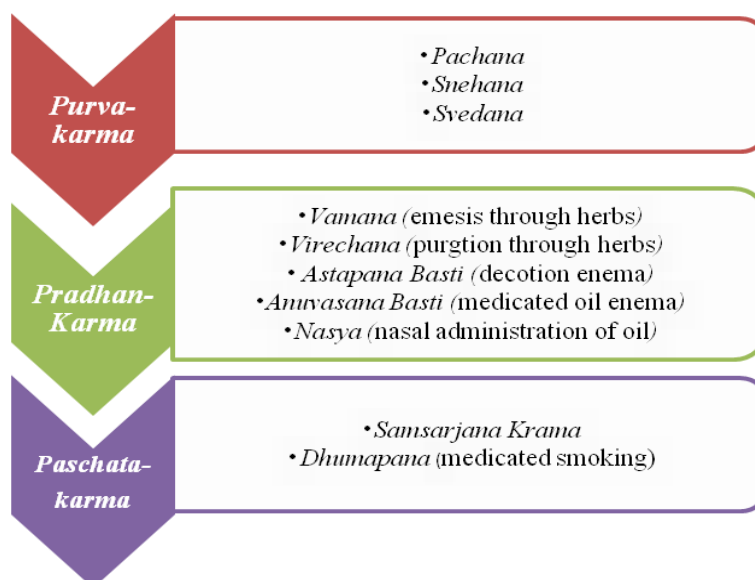 Purva-
karma
•Pachana
•Snehana
•Svedana
Pradhan-
Karma
•Vamana (emesis through herbs)
•Virechana (purgtion through herbs)
•Astapana Basti (decotion enema)
•Anuvasana Basti (medicated oil enema)
•Nasya (nasal administration of oil)
Paschata-
karma
•Samsarjana Krama
•Dhumapana (medicated smoking)